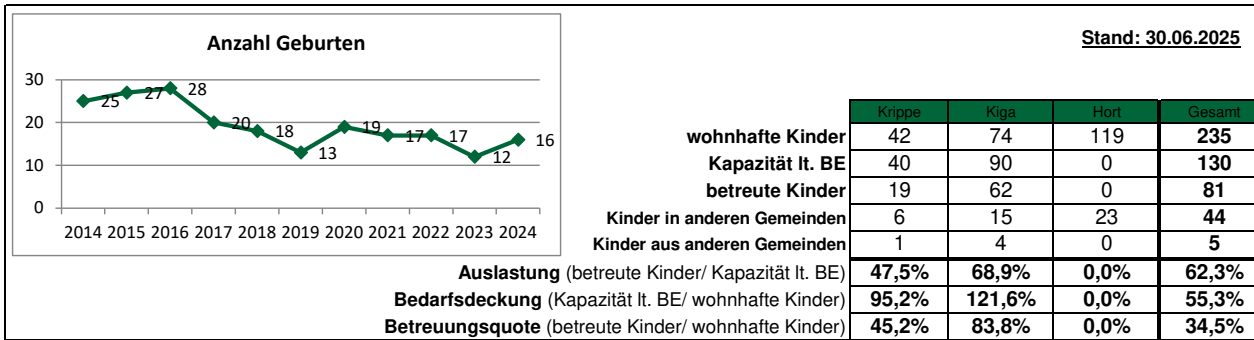 Anzahl Geburten
Stand: 30.06.2025
30
20
10
0
25 27 28 20 18 13 19 17 17 12 16
2014 2015 2016 2017 2018 2019 2020 2021 2022 2023 2024
Krippe Kiga Hort Gesamt
wohnhafte Kinder 42 74 119 235
Kapazität lt. BE 40 90 0 130
betreute Kinder 19 62 0 81
Kinder in anderen Gemeinden 6 15 23 44
Kinder aus anderen Gemeinden 1 4 0 5
Auslastung (betreute Kinder/ Kapazität lt. BE) 47,5% 68,9% 0,0% 62,3%
Bedarfsdeckung (Kapazität lt. BE/ wohnhafte Kinder) 95,2% 121,6% 0,0% 55,3%
Betreuungsquote (betreute Kinder/ wohnhafte Kinder) 45,2% 83,8% 0,0% 34,5%